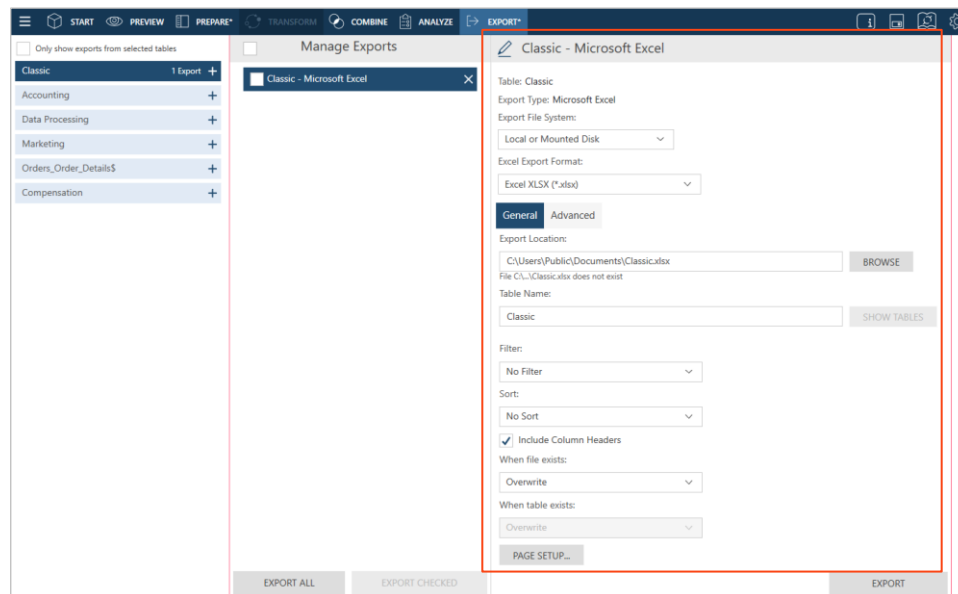 START PREVIEW PREPARE* TRANSFORM COMBINE ANALYZE EXPORT*
Only show exports from selected tables
Classic 1 Export +
Accounting +
Data Processing +
Marketing +
Orders_Order_Details$ +
Compensation +
Manage Exports
Classic - Microsoft Excel
Classic - Microsoft Excel
Table: Classic
Export Type: Microsoft Excel
Export File System:
Local or Mounted Disk
Excel Export Format:
Excel XLSX (*.xlsx)
General Advanced
Export Location:
C:\Users\Public\Documents\Classic.xlsx BROWSE
File C:\...\Classic.xlsx does not exist
Table Name:
Classic SHOW TABLES
Filter:
No Filter
Sort:
No Sort
Include Column Headers
When file exists:
Overwrite
When table exists:
Overwrite
PAGE SETUP...
EXPORT ALL EXPORT CHECKED EXPORT